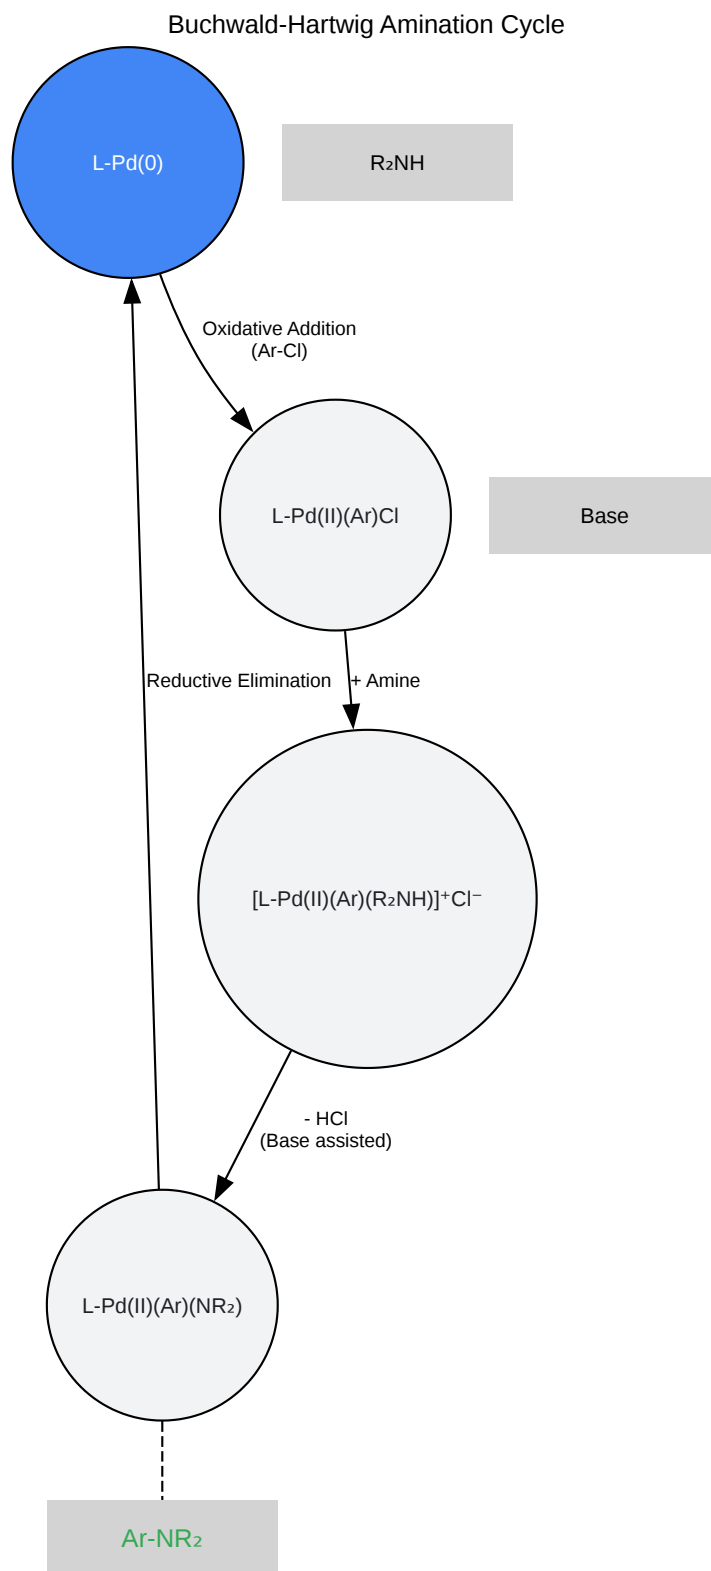 Buchwald-Hartwig Amination Cycle
L-Pd(0)
R₂NH
Oxidative Addition
(Ar-Cl)
L-Pd(II)(Ar)Cl
Base
Reductive Elimination
+ Amine
[L-Pd(II)(Ar)(R₂NH)]⁺Cl⁻
- HCl
(Base assisted)
L-Pd(II)(Ar)(NR₂)
Ar-NR₂